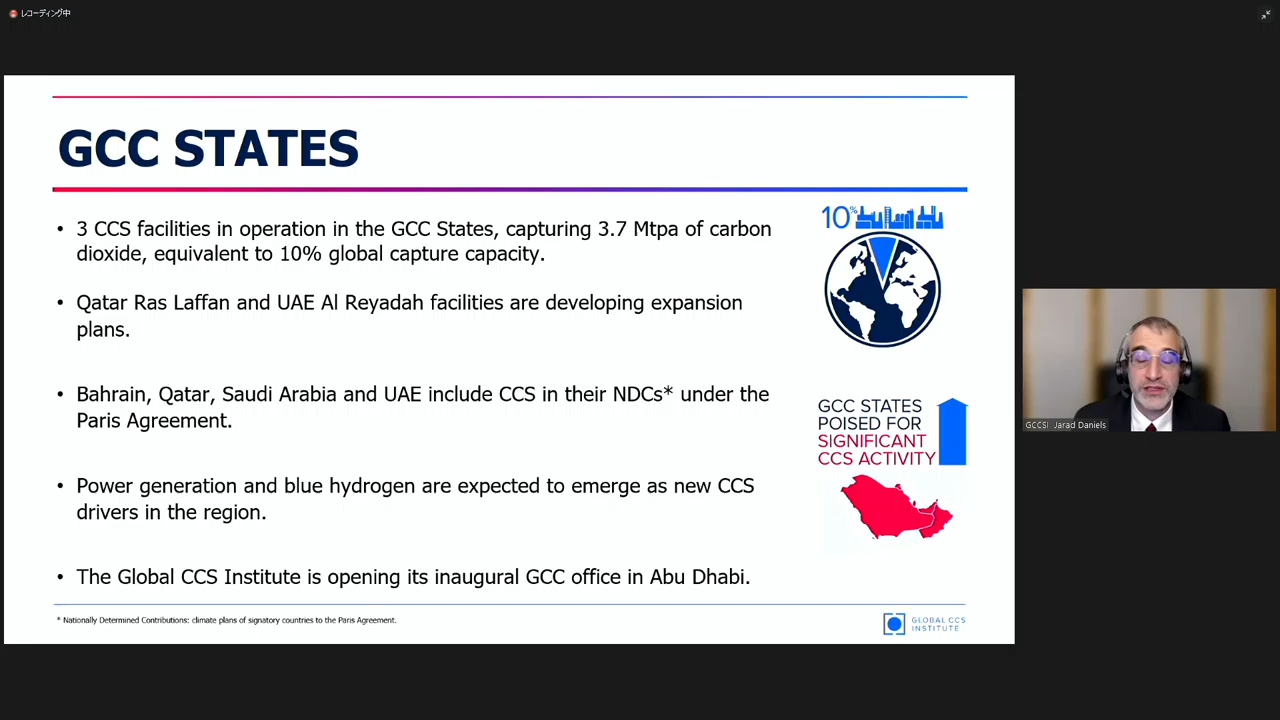 レコーディング中
GCC STATES
• 3 CCS facilities in operation in the GCC States, capturing 3.7 Mtpa of carbon
dioxide, equivalent to 10% global capture capacity.
• Qatar Ras Laffan and UAE Al Reyadah facilities are developing expansion
plans.
• Bahrain, Qatar, Saudi Arabia and UAE include CCS in their NDCs* under the
Paris Agreement.
• Power generation and blue hydrogen are expected to emerge as new CCS
drivers in the region.
• The Global CCS Institute is opening its inaugural GCC office in Abu Dhabi.
10%
GCC STATES
POISED FOR
SIGNIFICANT
CCS ACTIVITY
* Nationally Determined Contributions: climate plans of signatory countries to the Paris Agreement.
GLOBAL CCS
INSTITUTE
GCCSI Jarad Daniels